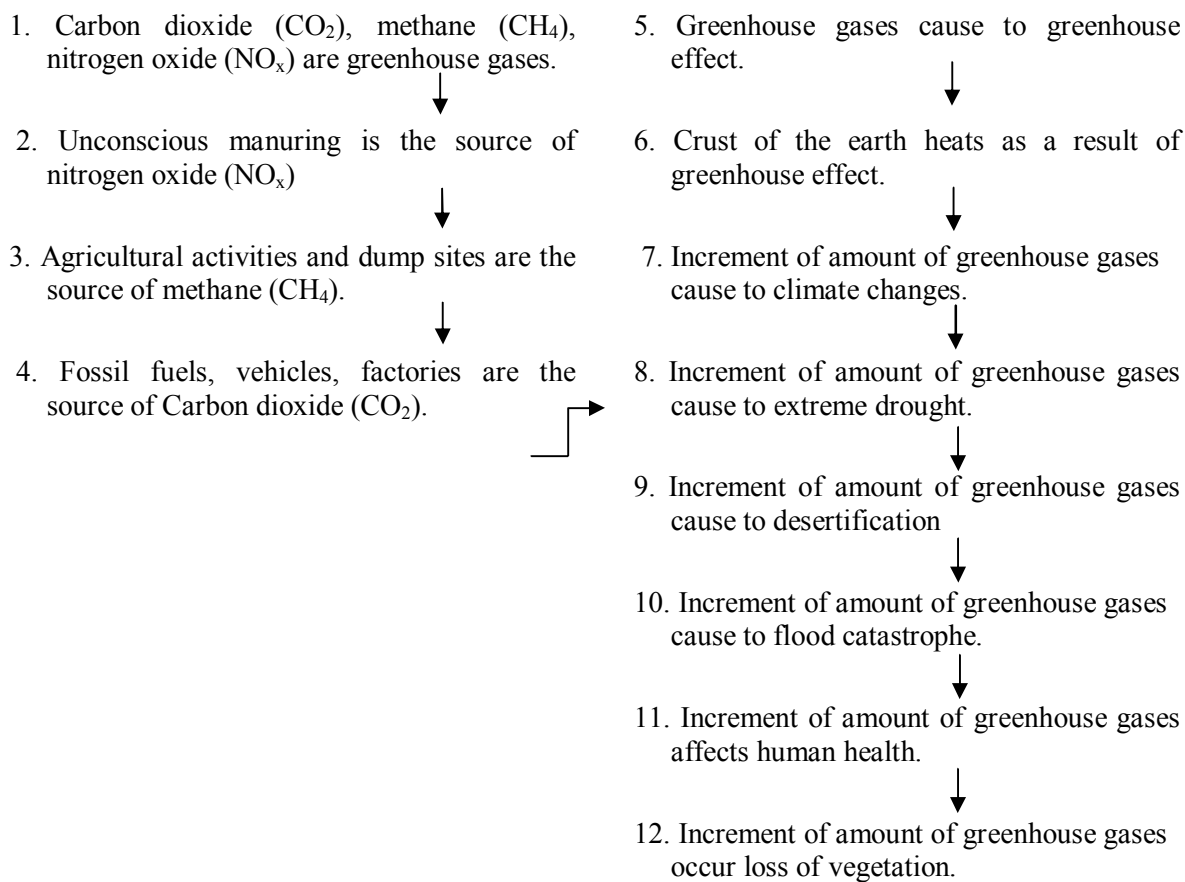 1. Carbon dioxide (CO₂), methane (CH₄),
nitrogen oxide (NOₓ) are greenhouse gases.
2. Unconscious manuring is the source of
nitrogen oxide (NOₓ)
3. Agricultural activities and dump sites are the
source of methane (CH₄).
4. Fossil fuels, vehicles, factories are the
source of Carbon dioxide (CO₂).
5. Greenhouse gases cause to greenhouse
effect.
6. Crust of the earth heats as a result of
greenhouse effect.
7. Increment of amount of greenhouse gases
cause to climate changes.
8. Increment of amount of greenhouse gases
cause to extreme drought.
9. Increment of amount of greenhouse gases
cause to desertification
10. Increment of amount of greenhouse gases
cause to flood catastrophe.
11. Increment of amount of greenhouse gases
affects human health.
12. Increment of amount of greenhouse gases
occur loss of vegetation.